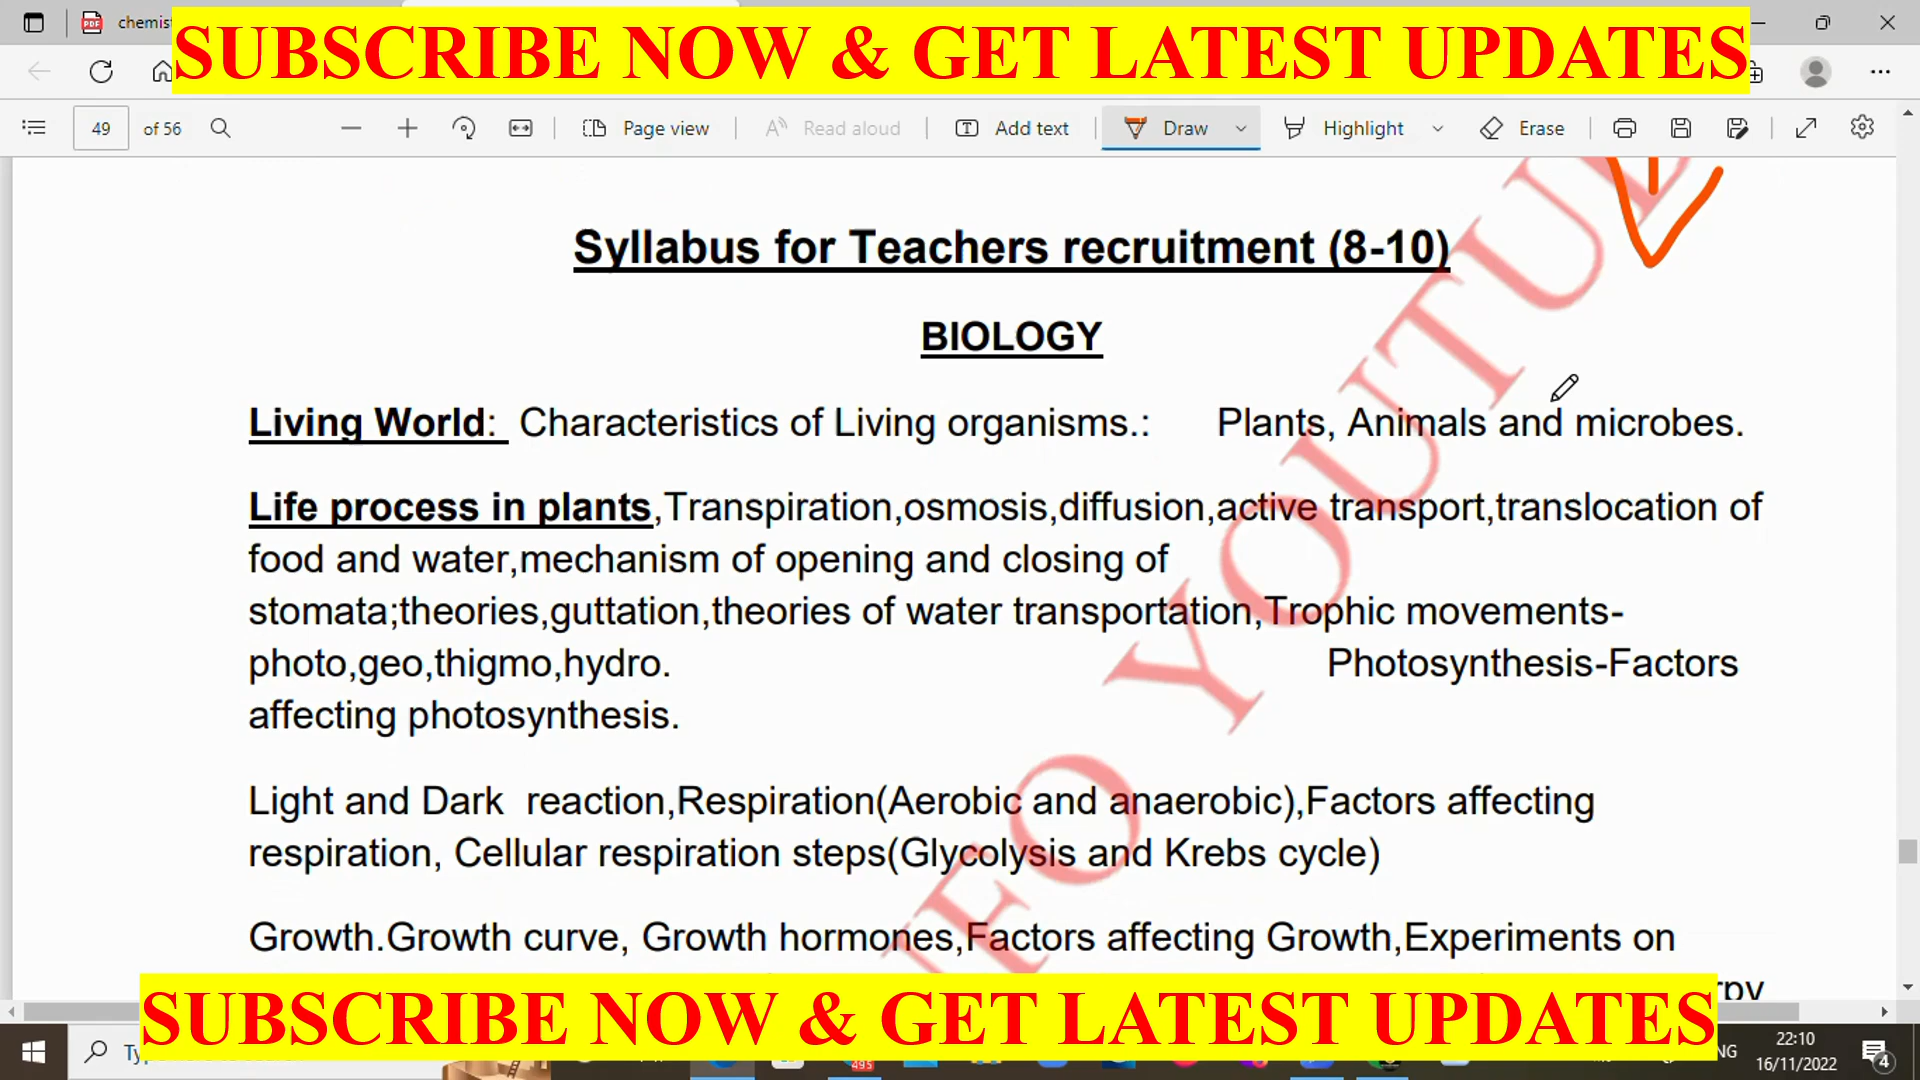 chemis
SUBSCRIBE NOW & GET LATEST UPDATES
49 of 56
Page view
Read aloud
Add text
Draw
Highlight
Erase
Syllabus for Teachers recruitment (8-10)
BIOLOGY
Living World: Characteristics of Living organisms.: Plants, Animals and microbes.
Life process in plants,Transpiration,osmosis,diffusion,active transport,translocation of
food and water,mechanism of opening and closing of
stomata;theories,guttation,theories of water transportation,Trophic movements-
photo,geo,thigmo,hydro. Photosynthesis-Factors
affecting photosynthesis.
Light and Dark reaction,Respiration(Aerobic and anaerobic),Factors affecting
respiration, Cellular respiration steps(Glycolysis and Krebs cycle)
Growth.Growth curve, Growth hormones,Factors affecting Growth,Experiments on
SUBSCRIBE NOW & GET LATEST UPDATES
22:10
16/11/2022
4